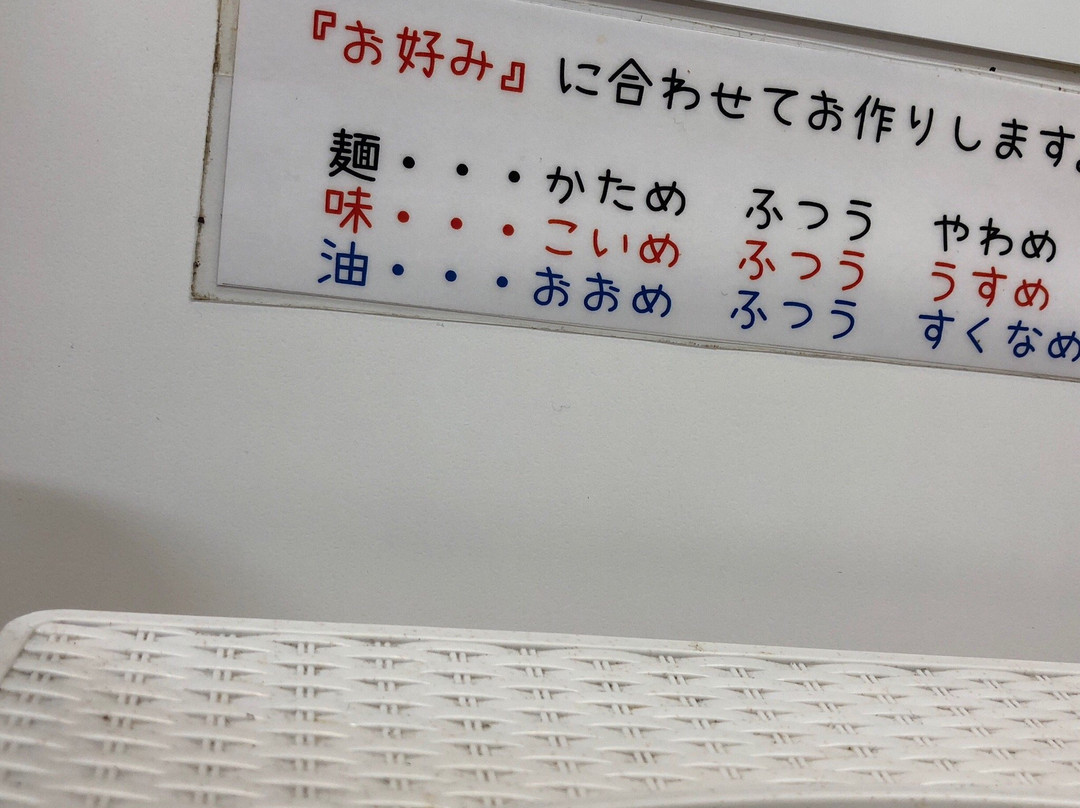 『お好み』に合わせてお作りします。
麺・・・かため ふつう やわめ
味・・・こいめ ふつう うすめ
油・・・おおめ ふつう すくなめ